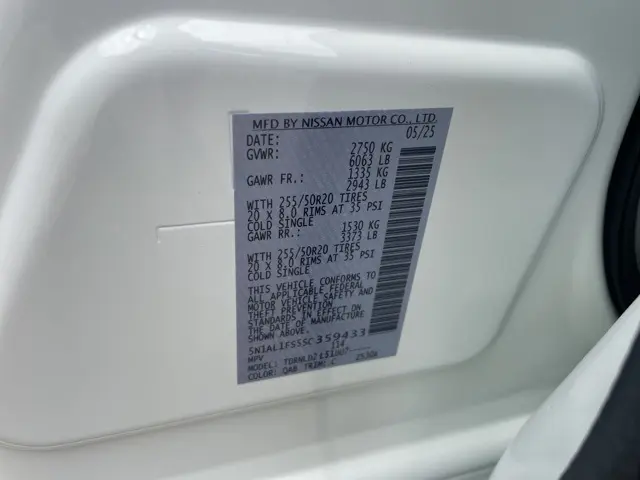 MFD BY NISSAN MOTOR CO., LTD.
DATE: 05/25
GVWR: 2750 KG
6063 LB
GAWR FR.: 1335 KG
2943 LB
WITH 255/50R20 TIRES
20 X 8.0 RIMS AT 35 PSI
COLD SINGLE
GAWR RR.: 1530 KG
3373 LB
WITH 255/50R20 TIRES
20 X 8.0 RIMS AT 35 PSI
COLD SINGLE
THIS VEHICLE CONFORMS TO
ALL APPLICABLE FEDERAL
MOTOR VEHICLE SAFETY AND
THEFT PREVENTION
STANDARDS IN EFFECT ON
THE DATE OF MANUFACTURE
SHOWN ABOVE.
5N1AL1FS5SC359433
MPV 114
MODEL:
COLOR: QAB TRIM: C